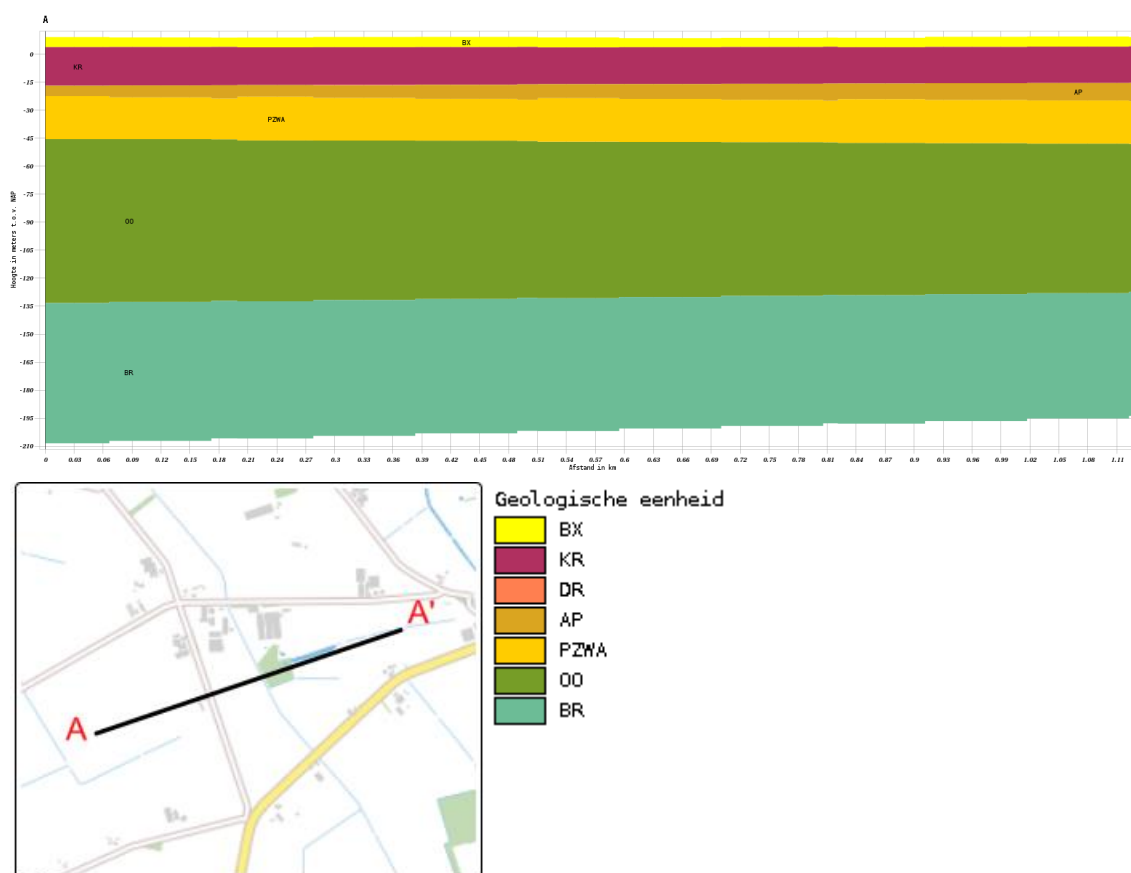 A
BX
KR
AP
PZWA
OO
BR
Hoogte in meters t.o.v. NAP
0
-15
-30
-45
-60
-75
-90
-105
-120
-135
-150
-165
-180
-195
-210
0 0.03 0.06 0.09 0.12 0.15 0.18 0.21 0.24 0.27 0.3 0.33 0.36 0.39 0.42 0.45 0.48 0.51 0.54 0.57 0.6 0.63 0.66 0.69 0.72 0.75 0.78 0.81 0.84 0.87 0.9 0.93 0.96 0.99 1.02 1.05 1.08 1.11
Afstand in km
A'
A
Geologische eenheid
BX
KR
DR
AP
PZWA
OO
BR